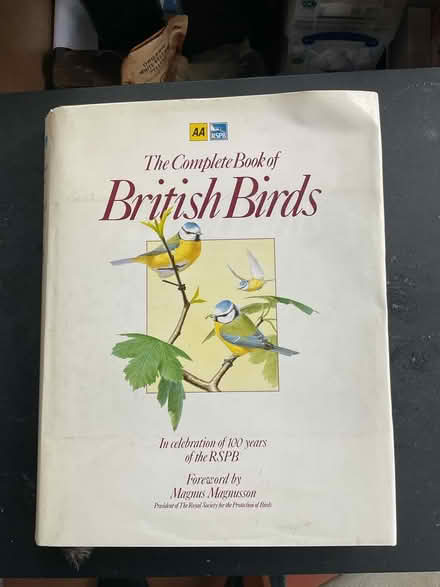 AA RSPB
The Complete Book of
British Birds
In celebration of 100 years
of the RSPB
Foreword by
Magnus Magnusson
President of The Royal Society for the Protection of Birds